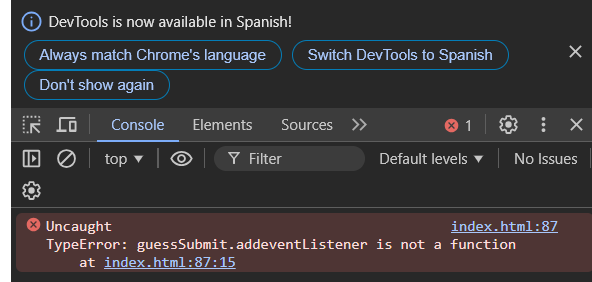 DevTools is now available in Spanish!
Always match Chrome's language
Switch DevTools to Spanish
Don't show again
Console Elements Sources
1
top ▼ Filter Default levels ▼ No Issues
Uncaught index.html:87
TypeError: guessSubmit.addeventListener is not a function
at index.html:87:15